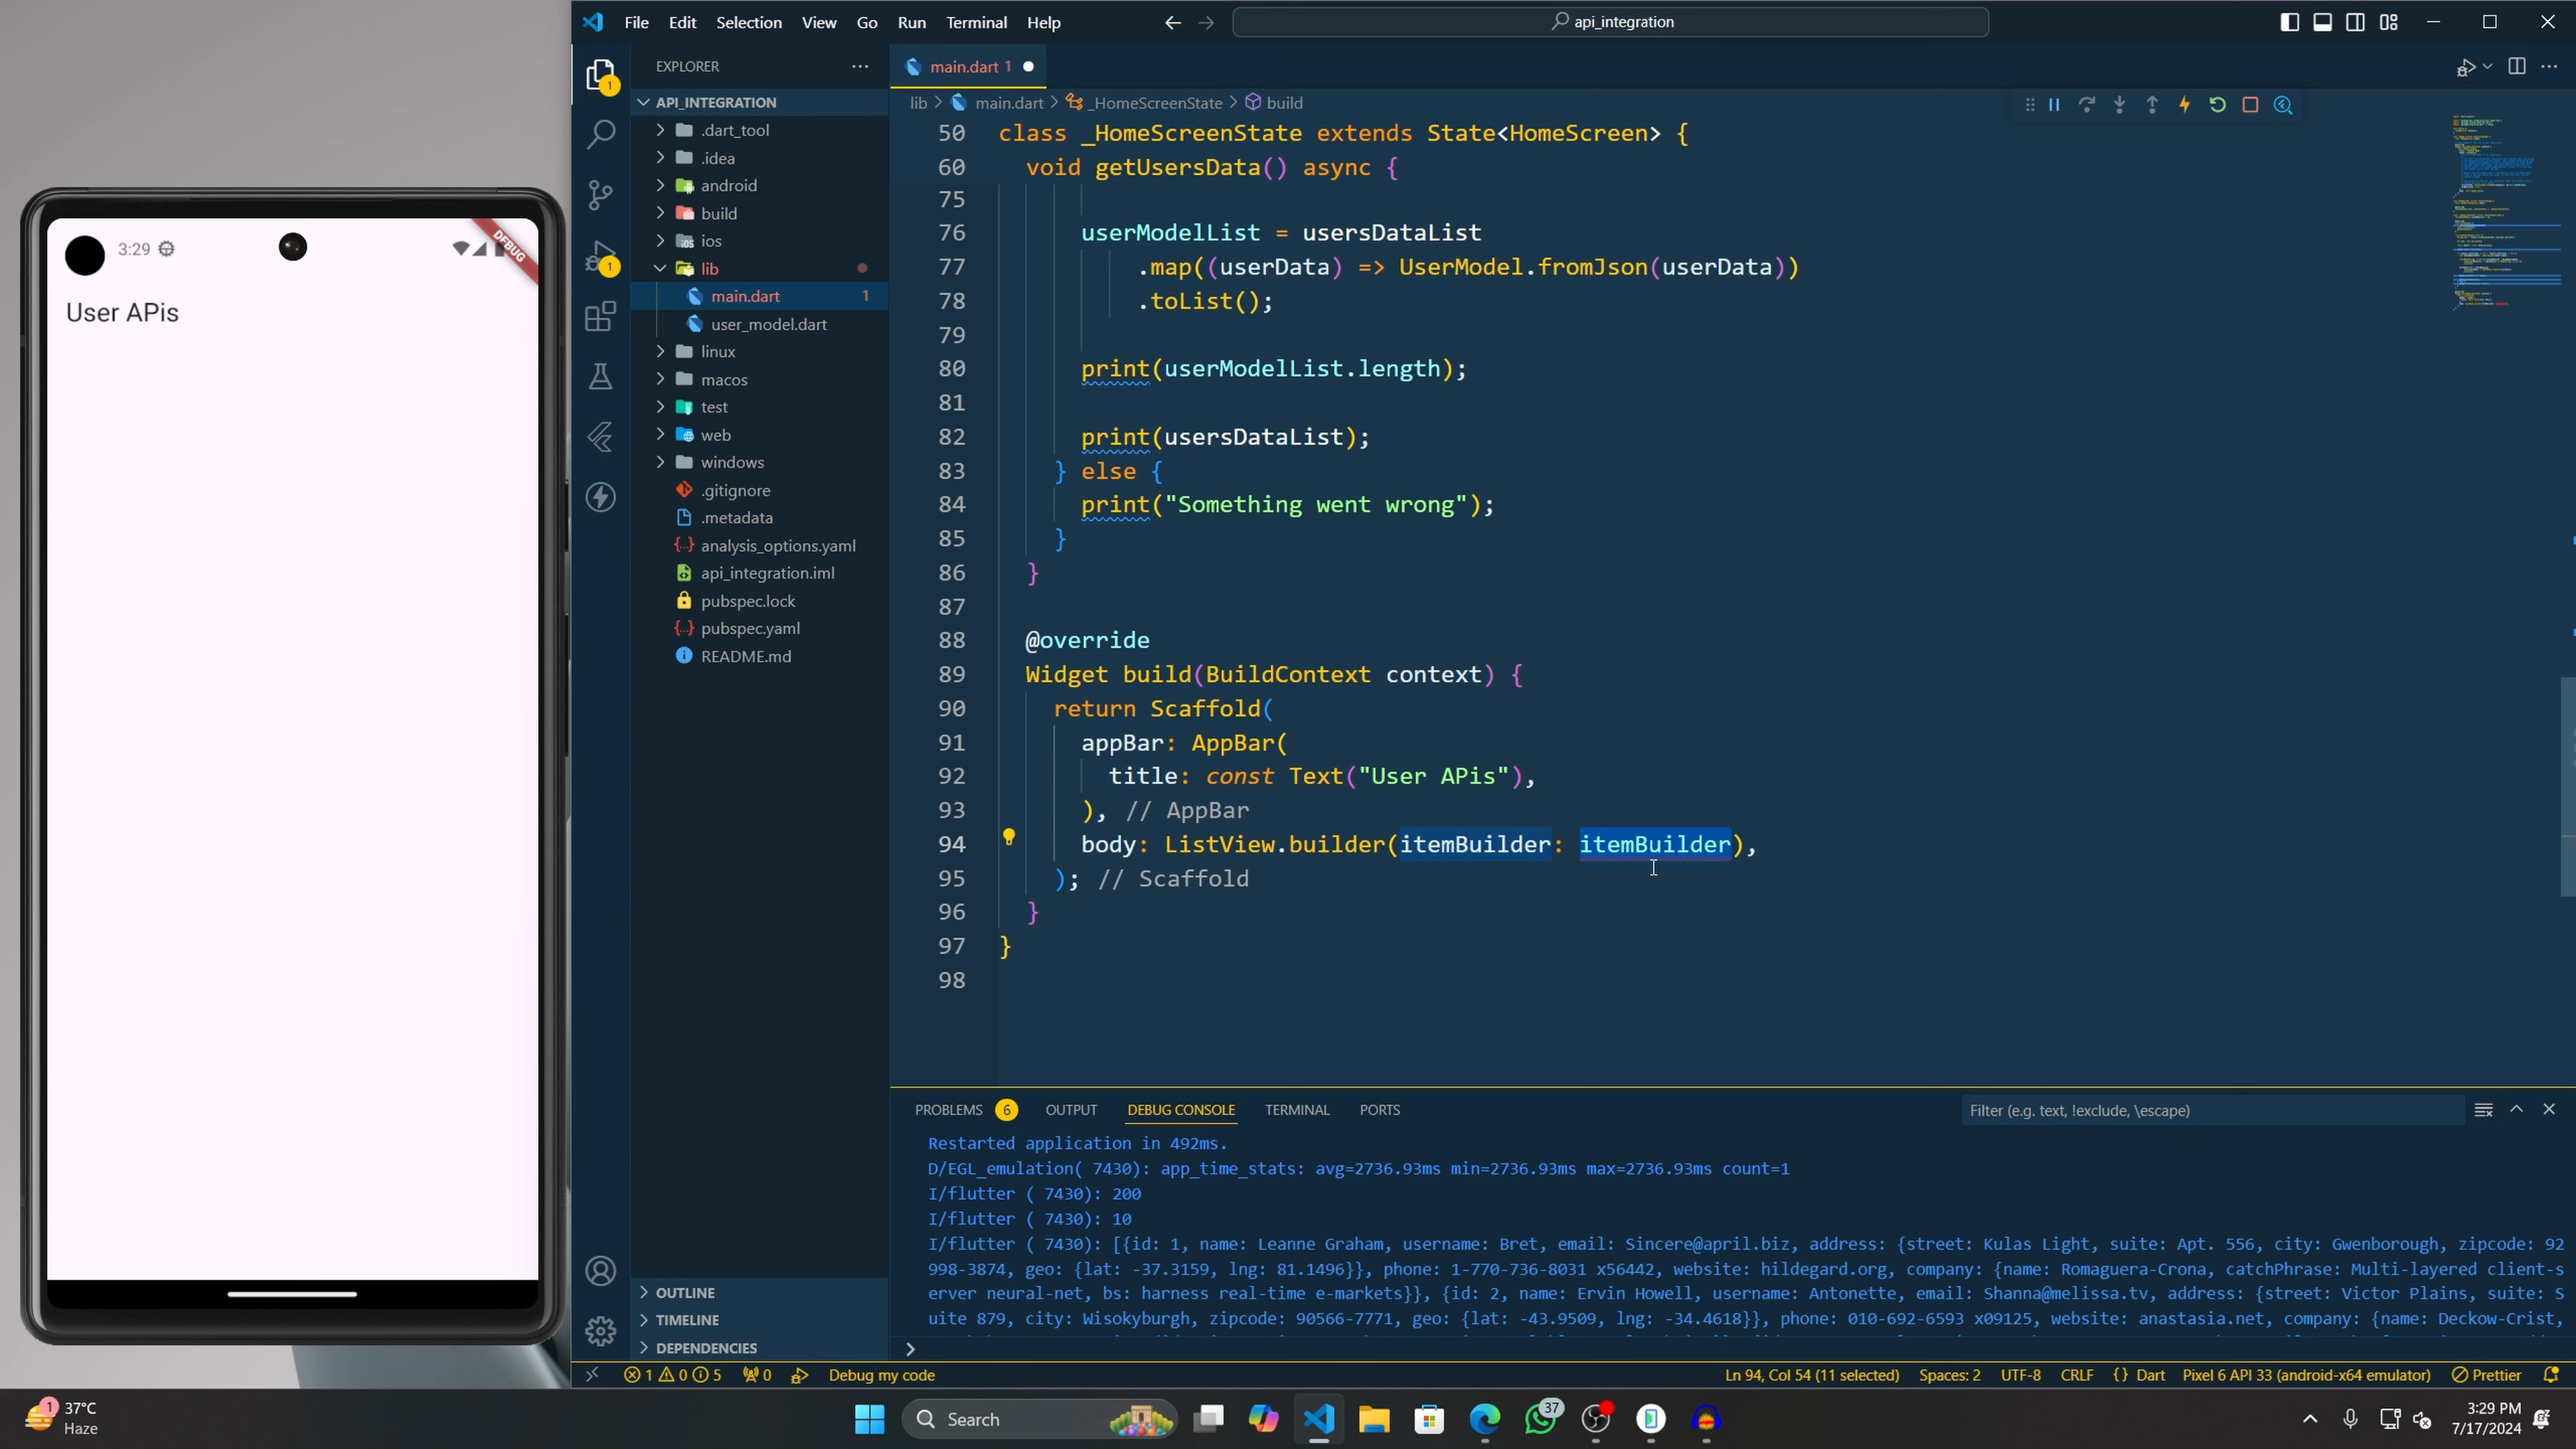 File Edit Selection View Go Run Terminal Help
api_integration
EXPLORER
main.dart 1
1
API_INTEGRATION
lib > main.dart > _HomeScreenState > build
.dart_tool
.idea
android
build
ios
lib
main.dart 1
user_model.dart
linux
macos
test
web
windows
.gitignore
.metadata
analysis_options.yaml
api_integration.iml
pubspec.lock
pubspec.yaml
README.md
1
OUTLINE
TIMELINE
DEPENDENCIES
3:29
DEBUG
User APis
50 class _HomeScreenState extends State<HomeScreen> {
60 void getUsersData() async {
75
76 userModelList = usersDataList
77 .map((userData) => UserModel.fromJson(userData))
78 .toList();
79
80 print(userModelList.length);
81
82 print(usersDataList);
83 } else {
84 print("Something went wrong");
85 }
86 }
87
88 @override
89 Widget build(BuildContext context) {
90 return Scaffold(
91 appBar: AppBar(
92 title: const Text("User APis"),
93 ), // AppBar
94 body: ListView.builder(itemBuilder: itemBuilder),
95 ); // Scaffold
96 }
97 }
98
PROBLEMS 6 OUTPUT DEBUG CONSOLE TERMINAL PORTS
Filter (e.g. text, !exclude, \escape)
Restarted application in 492ms.
D/EGL_emulation( 7430): app_time_stats: avg=2736.93ms min=2736.93ms max=2736.93ms count=1
I/flutter ( 7430): 200
I/flutter ( 7430): 10
I/flutter ( 7430): [{id: 1, name: Leanne Graham, username: Bret, email: Sincere@april.biz, address: {street: Kulas Light, suite: Apt. 556, city: Gwenborough, zipcode: 92
998-3874, geo: {lat: -37.3159, lng: 81.1496}}, phone: 1-770-736-8031 x56442, website: hildegard.org, company: {name: Romaguera-Crona, catchPhrase: Multi-layered client-s
erver neural-net, bs: harness real-time e-markets}}, {id: 2, name: Ervin Howell, username: Antonette, email: Shanna@melissa.tv, address: {street: Victor Plains, suite: S
uite 879, city: Wisokyburgh, zipcode: 90566-7771, geo: {lat: -43.9509, lng: -34.4618}}, phone: 010-692-6593 x09125, website: anastasia.net, company: {name: Deckow-Crist,
1 0 5 0 Debug my code
Ln 94, Col 54 (11 selected) Spaces: 2 UTF-8 CRLF {} Dart Pixel 6 API 33 (android-x64 emulator) Prettier
1 37°C
Haze
Search
37
3:29 PM
7/17/2024